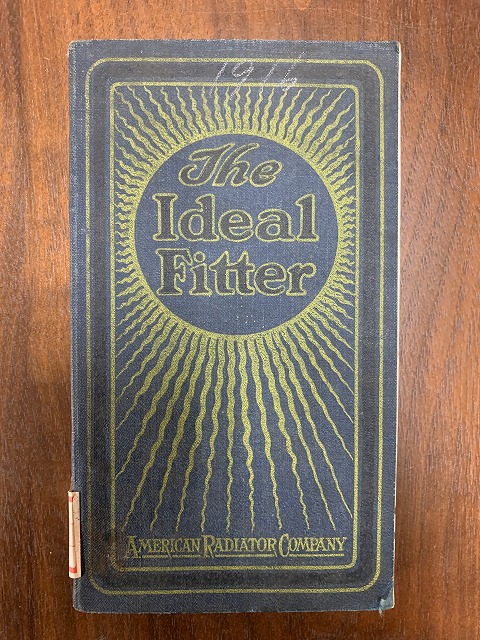 1916
The
Ideal
Fitter
AMERICAN RADIATOR COMPANY